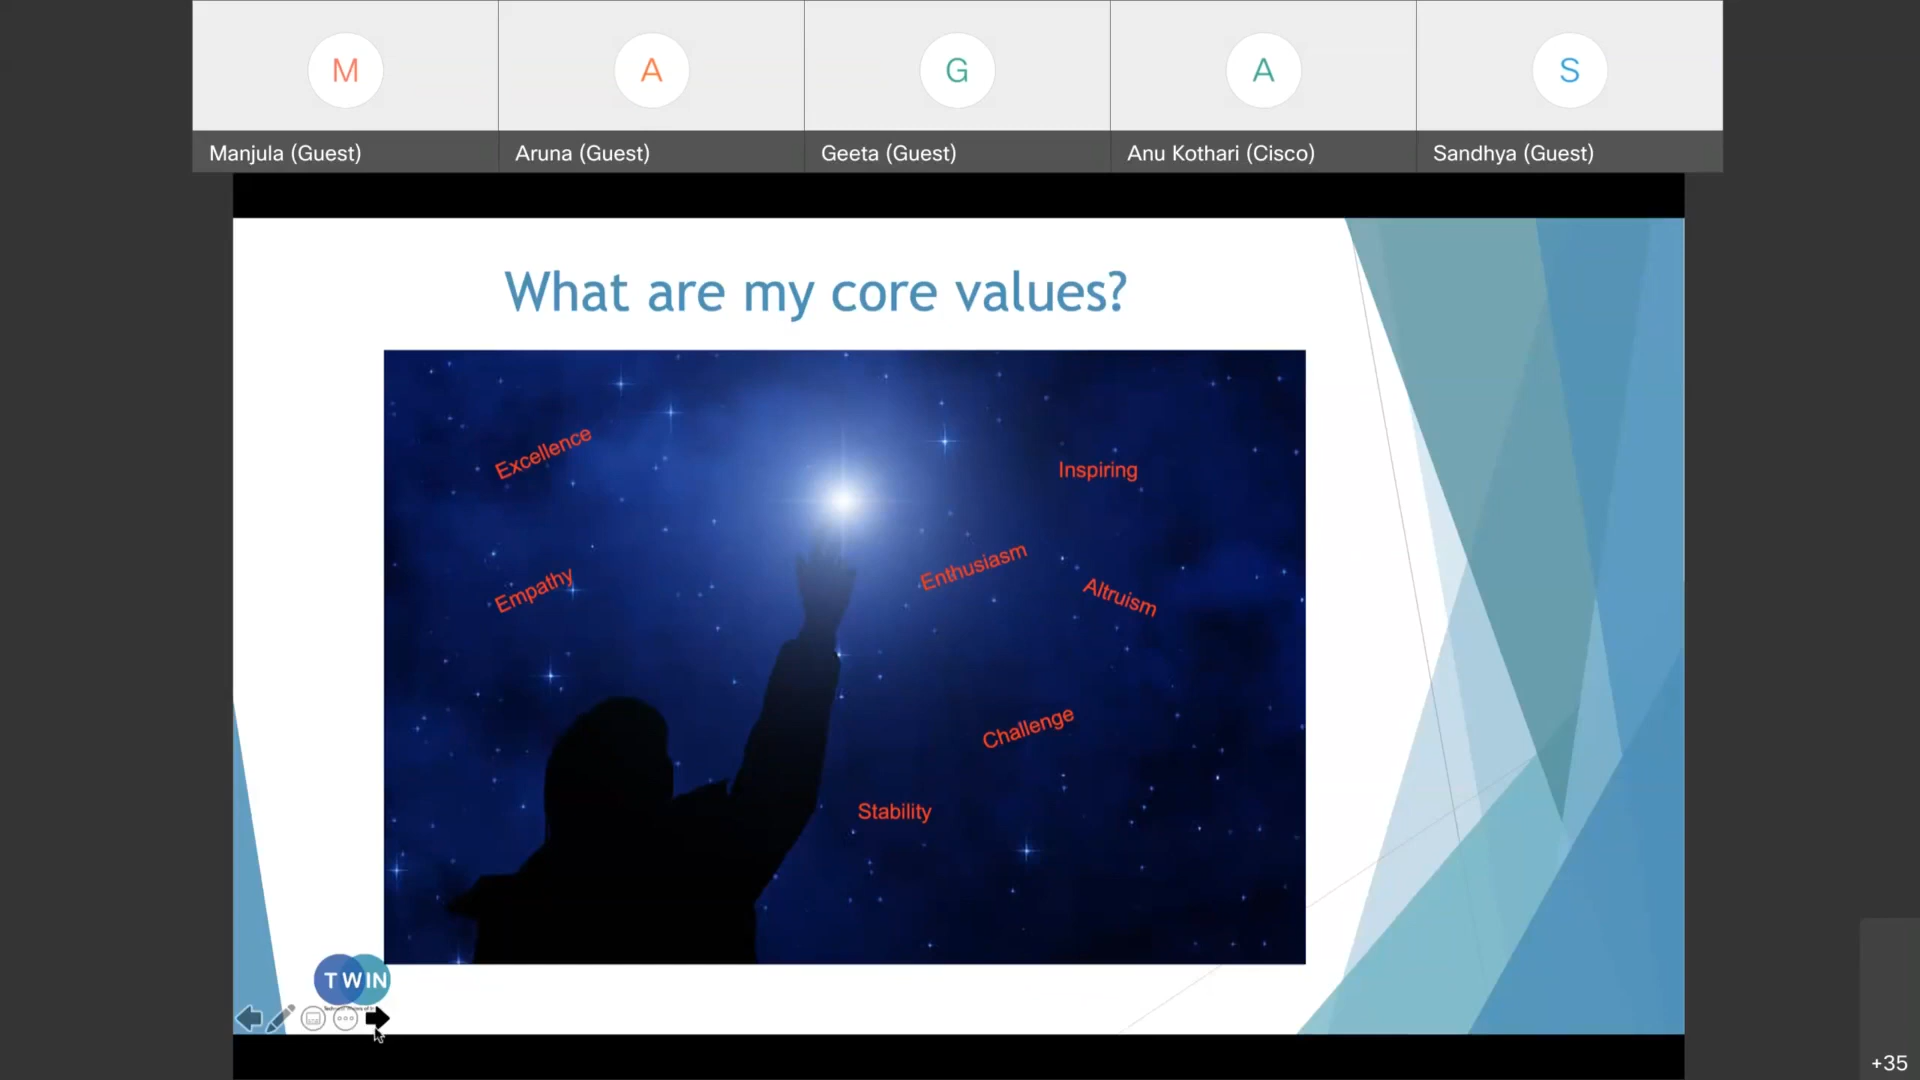 M
A
G
A
S
Manjula (Guest)
Aruna (Guest)
Geeta (Guest)
Anu Kothari (Cisco)
Sandhya (Guest)
What are my core values?
Excellence
Inspiring
Enthusiasm
Empathy
Altruism
Challenge
Stability
TWIN
+35